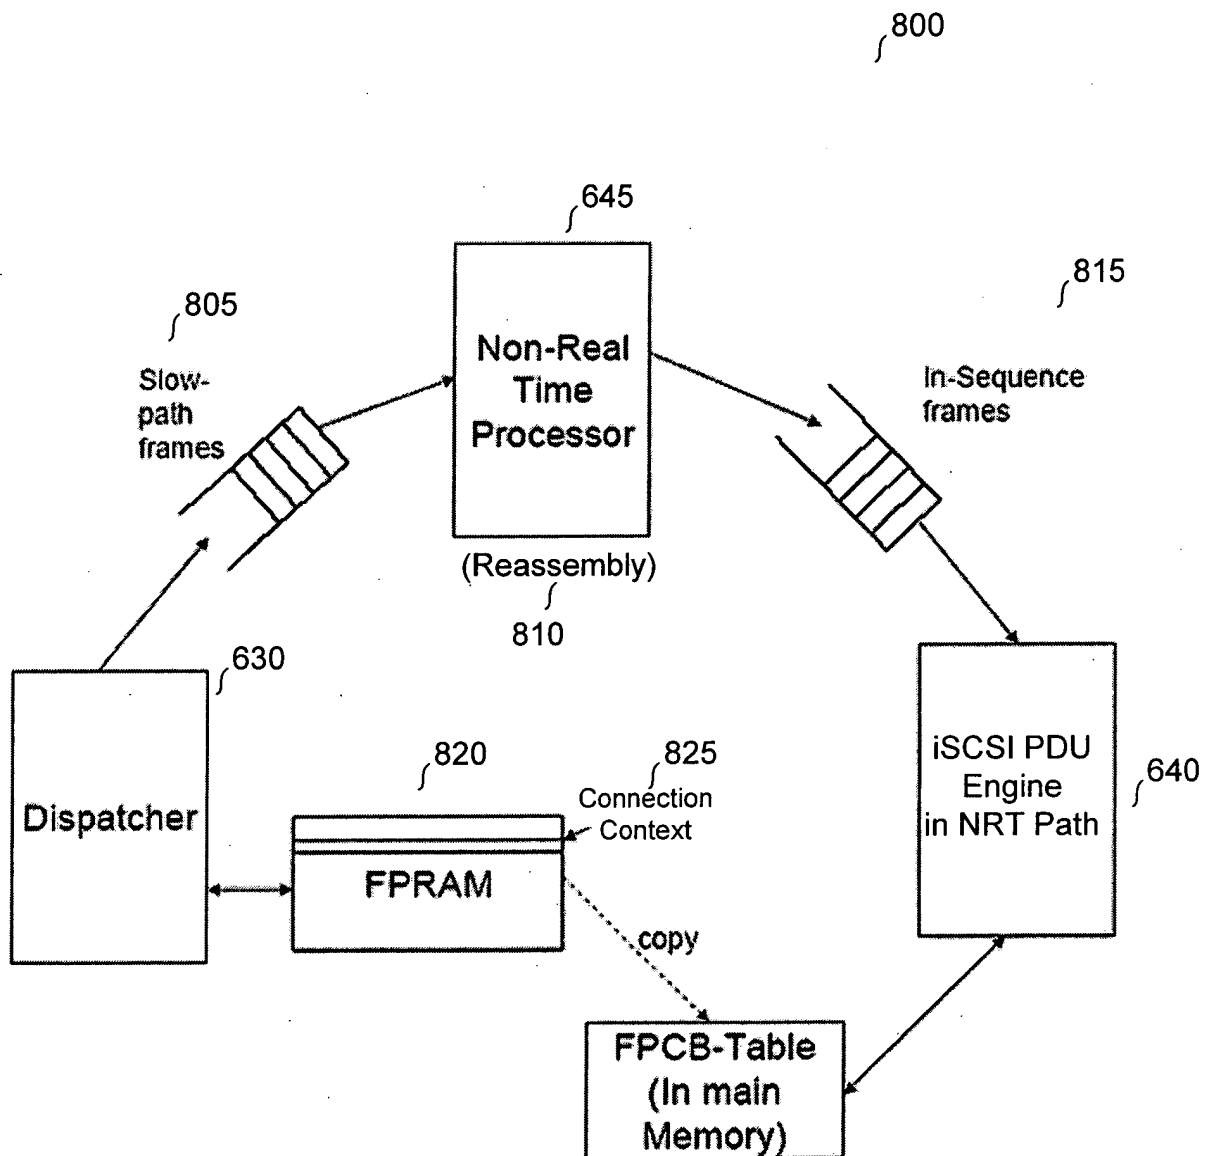 800
645
805
815
Slow-
path
frames
Non-Real
Time
Processor
In-Sequence
frames
(Reassembly)
810
630
820
825
Connection
Context
Dispatcher
FPRAM
iSCSI PDU
Engine
in NRT Path
640
copy
FPCB-Table
(In main
Memory)